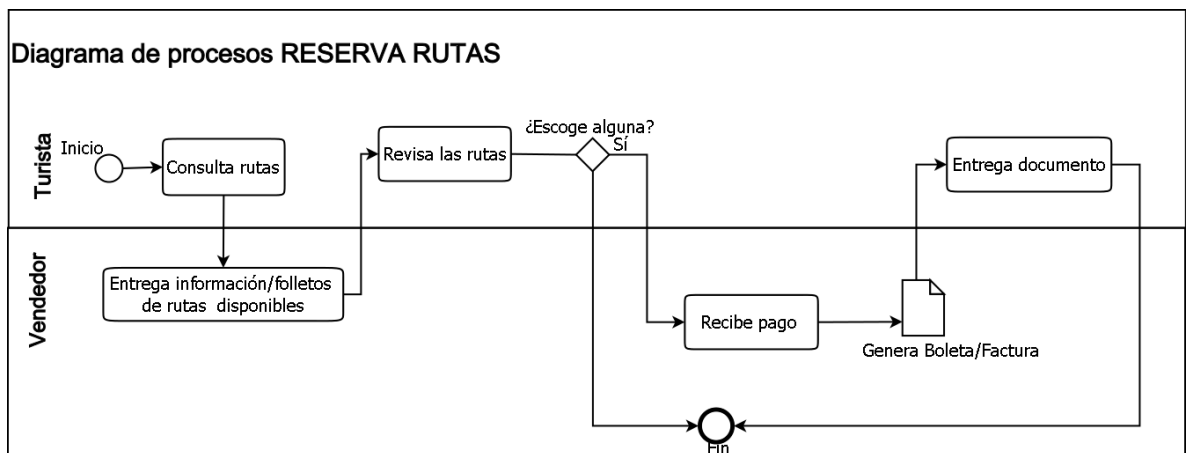 Diagrama de procesos RESERVA RUTAS
Turista
Inicio
Consulta rutas
Revisa las rutas
¿Escoge alguna?
Sí
Entrega documento
Vendedor
Entrega información/folletos
de rutas disponibles
Recibe pago
Genera Boleta/Factura
Fin